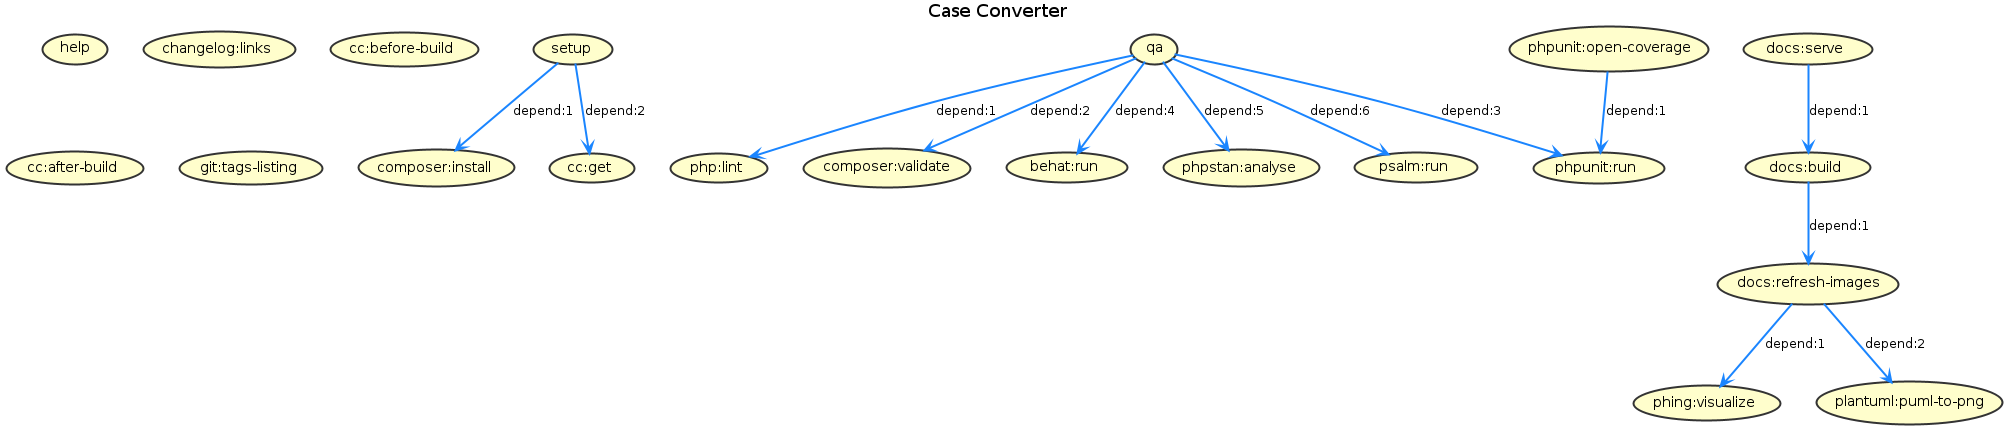 Case Converter
help
changelog:links
cc:before-build
setup
qa
phpunit:open-coverage
docs:serve
depend:1
depend:2
depend:1
depend:2
depend:4
depend:5
depend:6
depend:3
depend:1
depend:1
cc:after-build
git:tags-listing
composer:install
cc:get
php:lint
composer:validate
behat:run
phpstan:analyse
psalm:run
phpunit:run
docs:build
depend:1
docs:refresh-images
depend:1
depend:2
phing:visualize
plantuml:puml-to-png